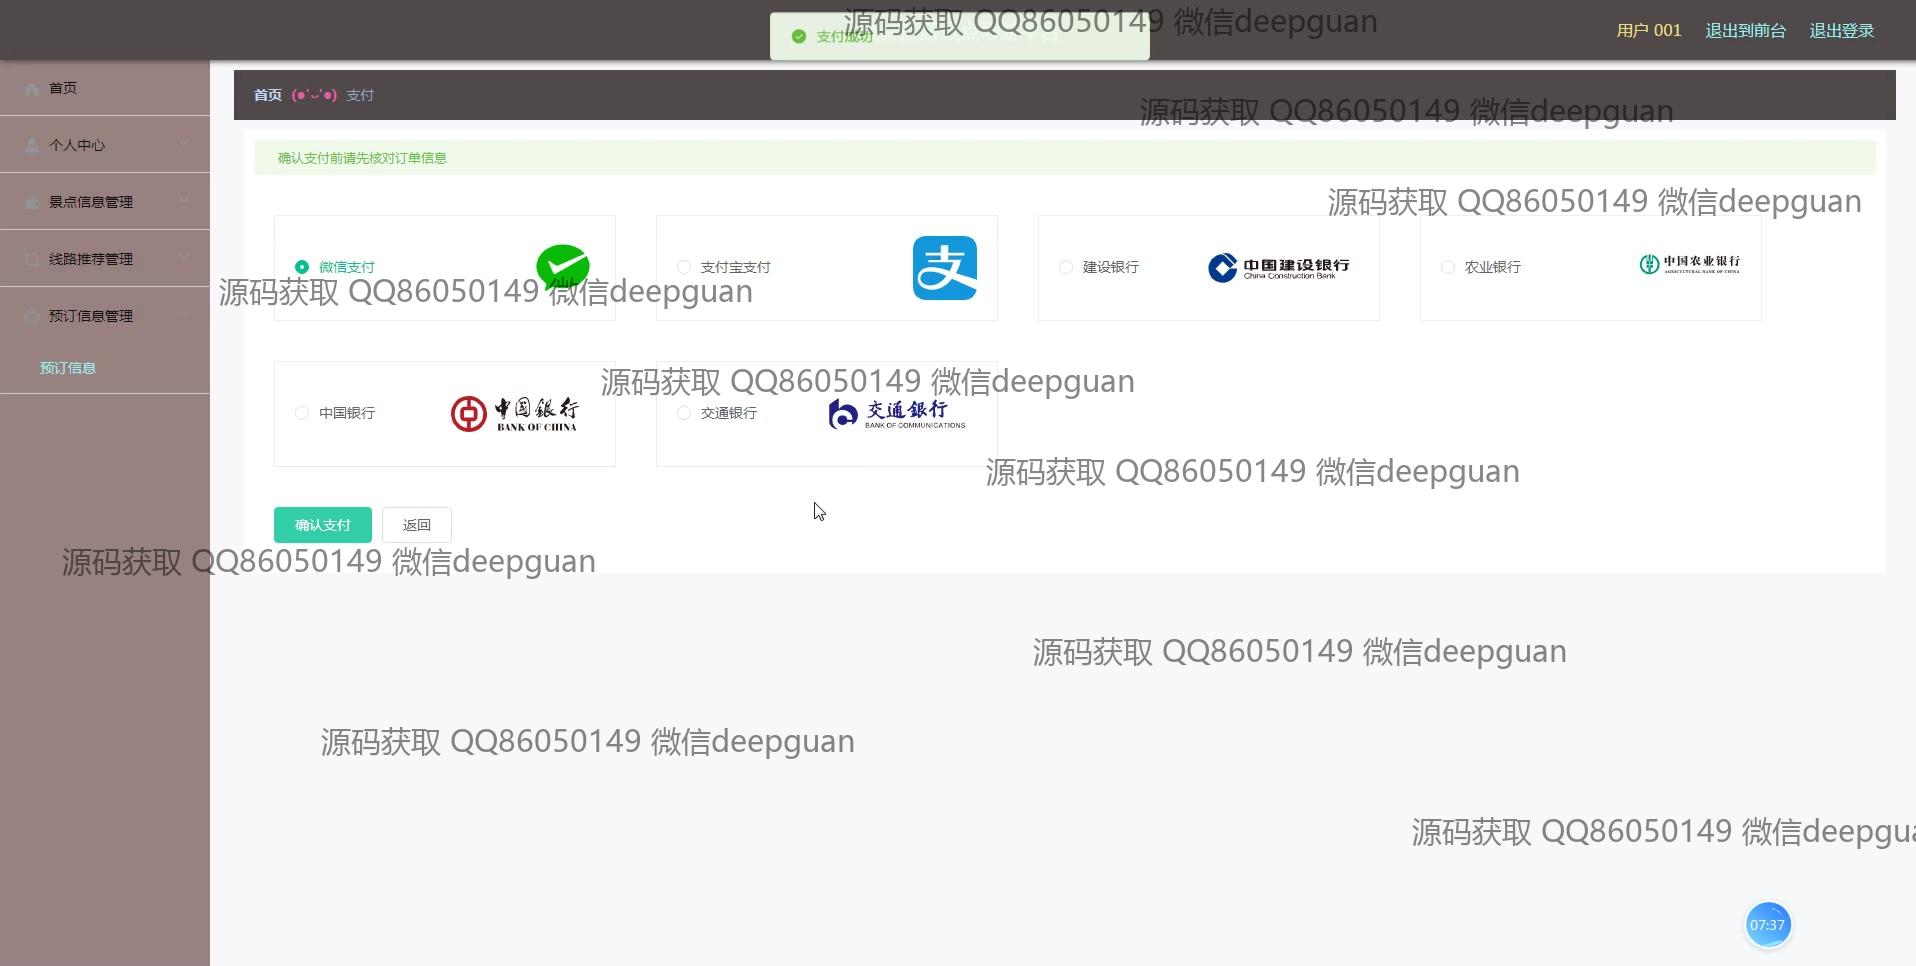 源码获取 QQ86050149 微信deepguan
支付成功
用户 001
退出到前台
退出登录
首页
个人中心
景点信息管理
线路推荐管理
预订信息管理
预订信息
首页 (●'◡'●) 支付
源码获取 QQ86050149 微信deepguan
确认支付前请先核对订单信息
源码获取 QQ86050149 微信deepguan
微信支付
支付宝支付
支
建设银行
中国建设银行
China Construction Bank
农业银行
中国农业银行
AGRICULTURAL BANK OF CHINA
源码获取 QQ86050149 微信deepguan
源码获取 QQ86050149 微信deepguan
中国银行
中国銀行
BANK OF CHINA
交通银行
交通銀行
BANK OF COMMUNICATIONS
源码获取 QQ86050149 微信deepguan
确认支付
返回
源码获取 QQ86050149 微信deepguan
源码获取 QQ86050149 微信deepguan
源码获取 QQ86050149 微信deepguan
源码获取 QQ86050149 微信deepgua
07:37